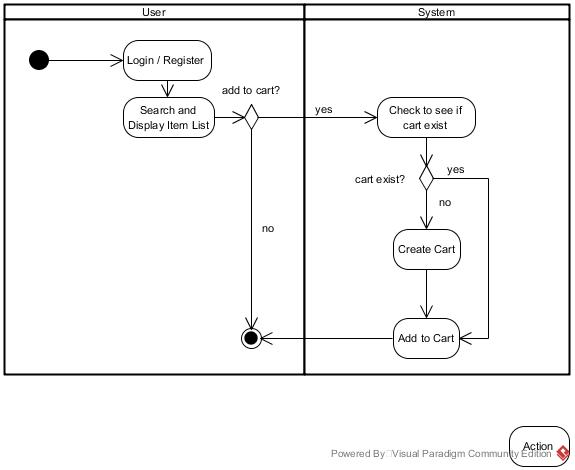 User
System
Login / Register
add to cart?
Search and
Display Item List
yes
Check to see if
cart exist
cart exist?
yes
no
no
Create Cart
Add to Cart
Action
Powered By Visual Paradigm Community Edition